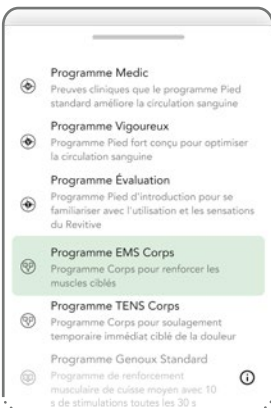 Programme Medic
Preuves cliniques que le programme Pied
standard améliore la circulation sanguine
Programme Vigoureux
Programme Pied fort conçu pour optimiser
la circulation sanguine
Programme Évaluation
Programme Pied d'introduction pour se
familiariser avec l'utilisation et les sensations
du Revitive
Programme EMS Corps
Programme Corps pour renforcer les
muscles ciblés
Programme TENS Corps
Programme Corps pour soulagement
temporaire immédiat ciblé de la douleur
Programme Genoux Standard
Programme de renforcement
musculaire de cuisse moyen avec 10
s de stimulations toutes les 30 s